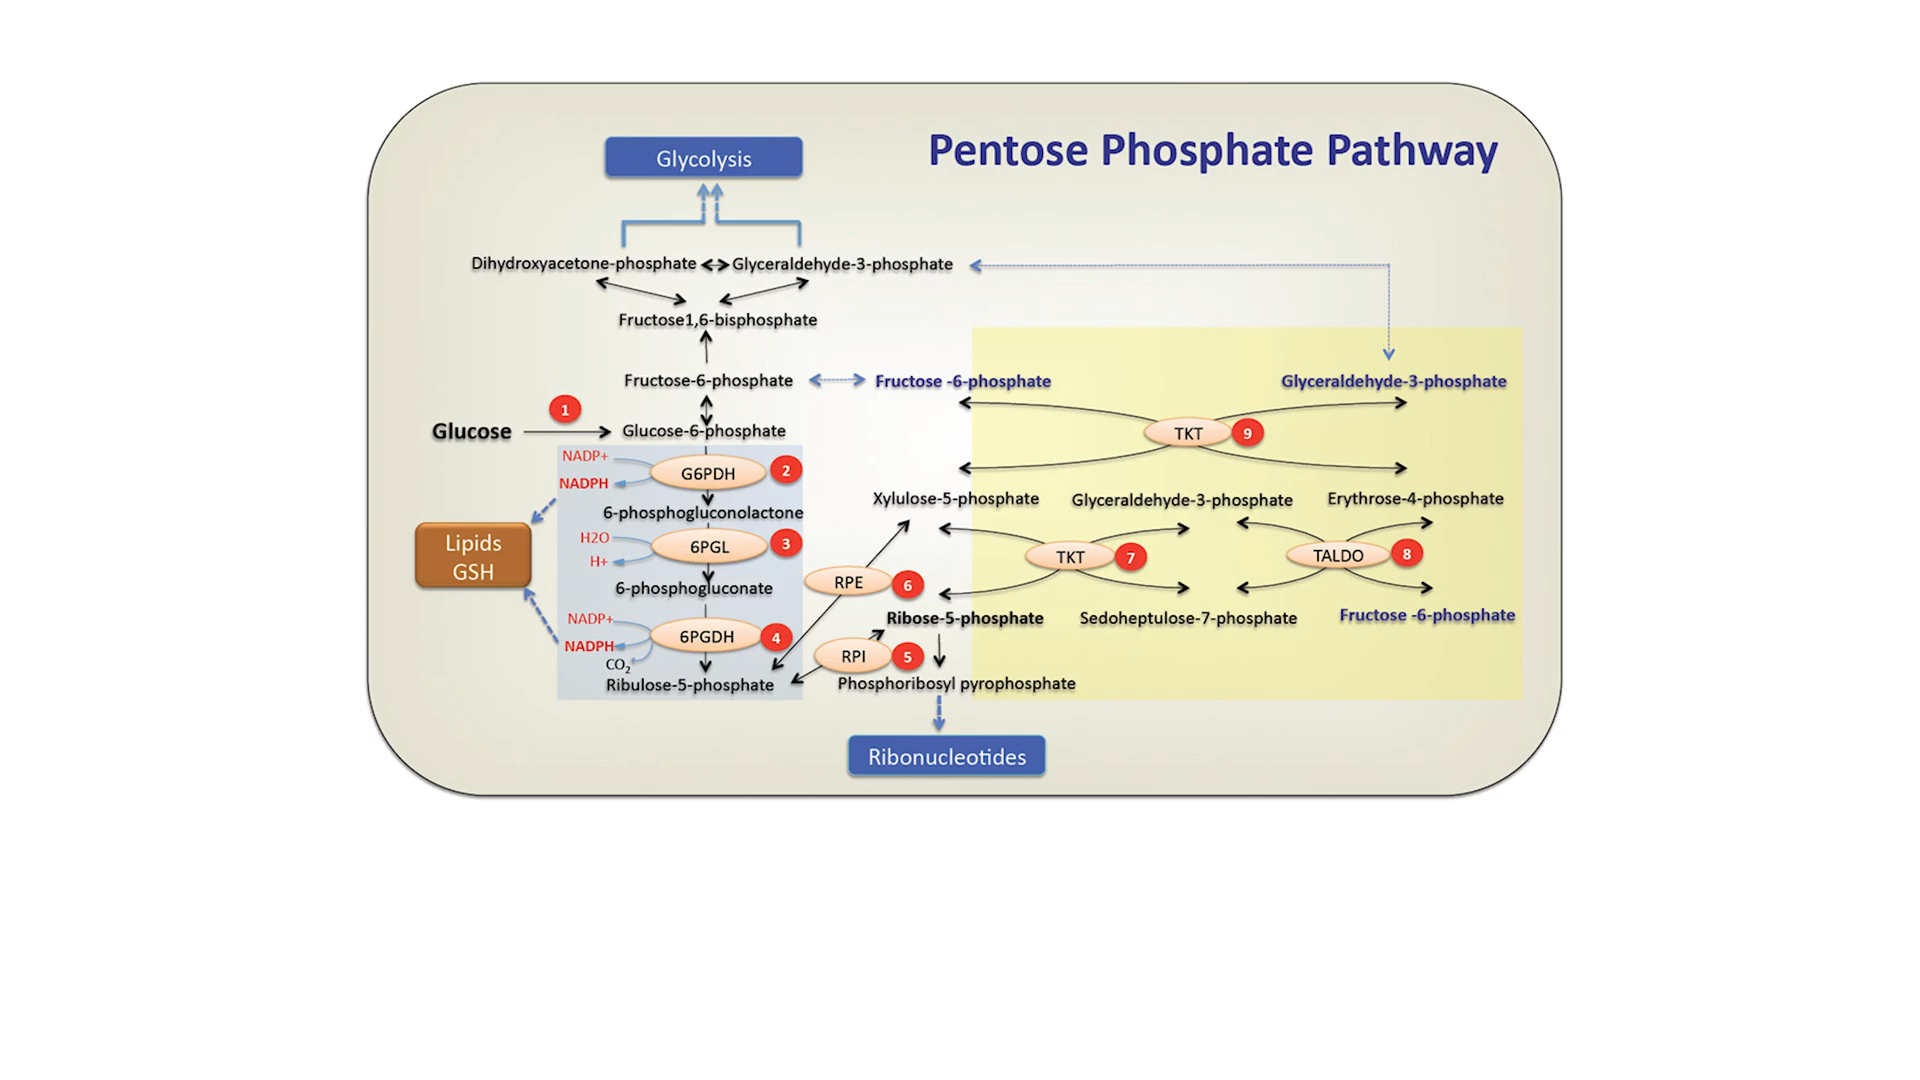 Pentose Phosphate Pathway
Glycolysis
Dihydroxyacetone-phosphate
Glyceraldehyde-3-phosphate
Fructose1,6-bisphosphate
Fructose-6-phosphate
Fructose -6-phosphate
Glyceraldehyde-3-phosphate
1
Glucose
Glucose-6-phosphate
TKT
9
NADP+
G6PDH
2
NADPH
Xylulose-5-phosphate
Glyceraldehyde-3-phosphate
Erythrose-4-phosphate
6-phosphogluconolactone
H2O
6PGL
3
H+
Lipids
GSH
TKT
7
TALDO
8
6-phosphogluconate
RPE
6
Ribose-5-phosphate
Sedoheptulose-7-phosphate
Fructose -6-phosphate
NADP+
6PGDH
4
NADPH
CO2
RPI
5
Ribulose-5-phosphate
Phosphoribosyl pyrophosphate
Ribonucleotides